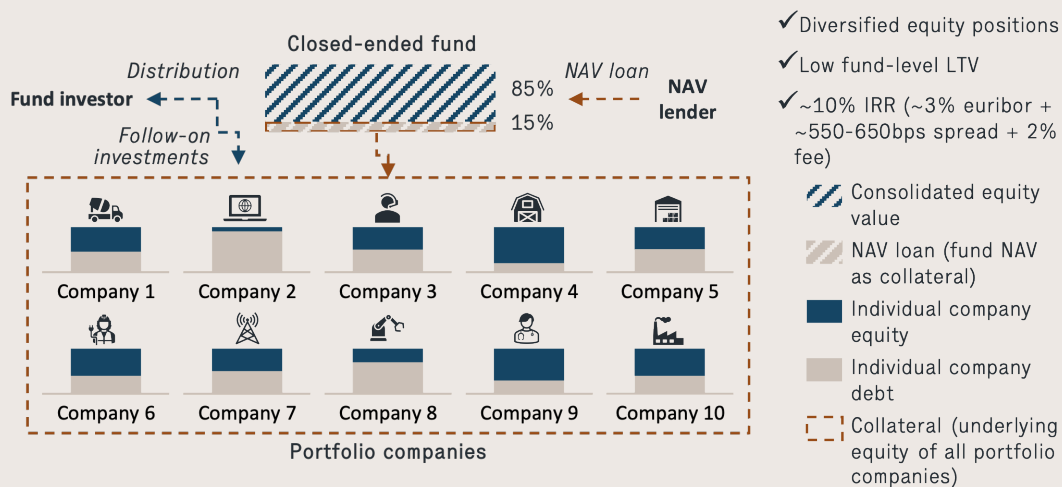 Closed-ended fund
Distribution
Fund investor
Follow-on
investments
85%
15%
NAV loan
NAV
lender
Company 1
Company 2
Company 3
Company 4
Company 5
Company 6
Company 7
Company 8
Company 9
Company 10
Portfolio companies
✓Diversified equity positions
✓Low fund-level LTV
✓~10% IRR (~3% euribor +
~550-650bps spread + 2%
fee)
Consolidated equity
value
NAV loan (fund NAV
as collateral)
Individual company
equity
Individual company
debt
Collateral (underlying
equity of all portfolio
companies)